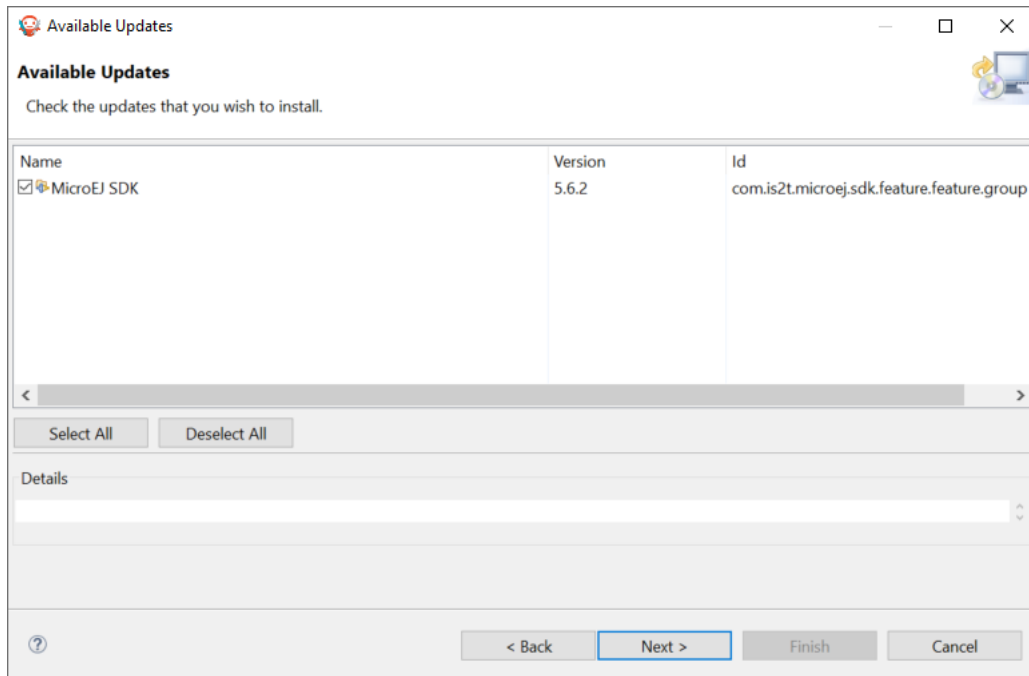 Available Updates
Available Updates
Check the updates that you wish to install.
Name Version Id
MicroEJ SDK 5.6.2 com.is2t.microej.sdk.feature.feature.group
Select All Deselect All
Details
? < Back Next > Finish Cancel